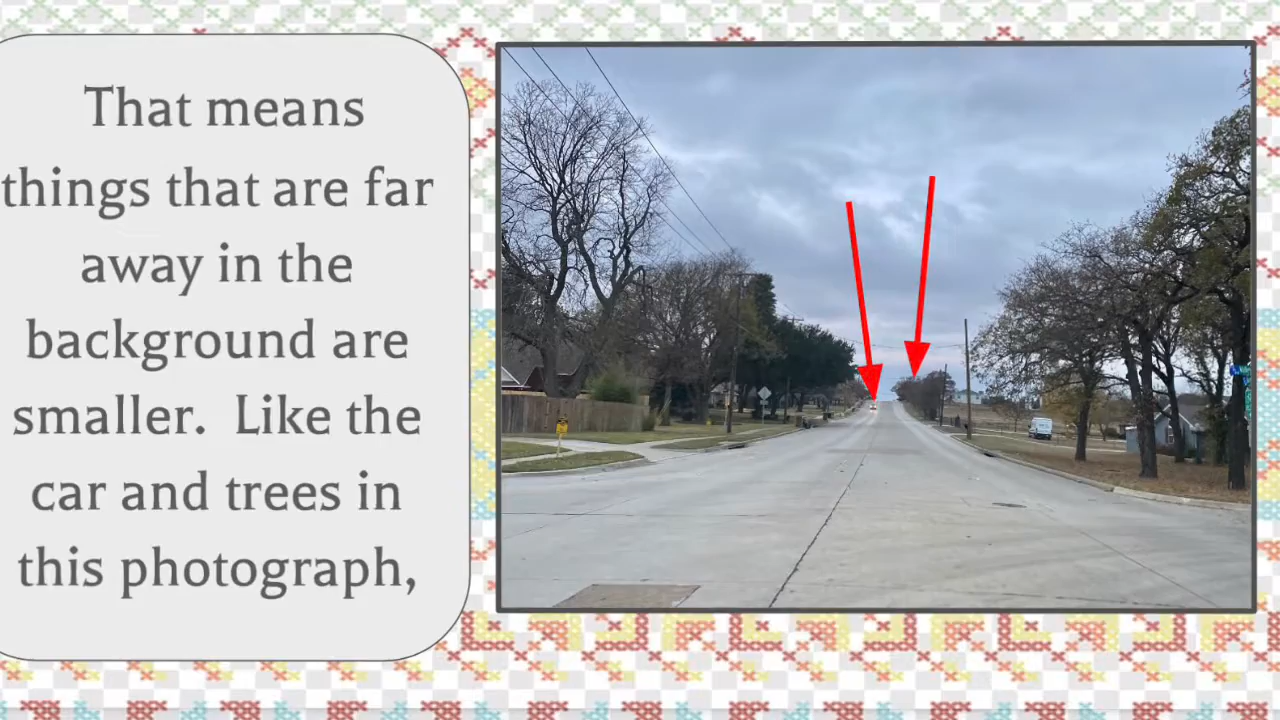 That means
things that are far
away in the
background are
smaller.  Like the
car and trees in
this photograph,